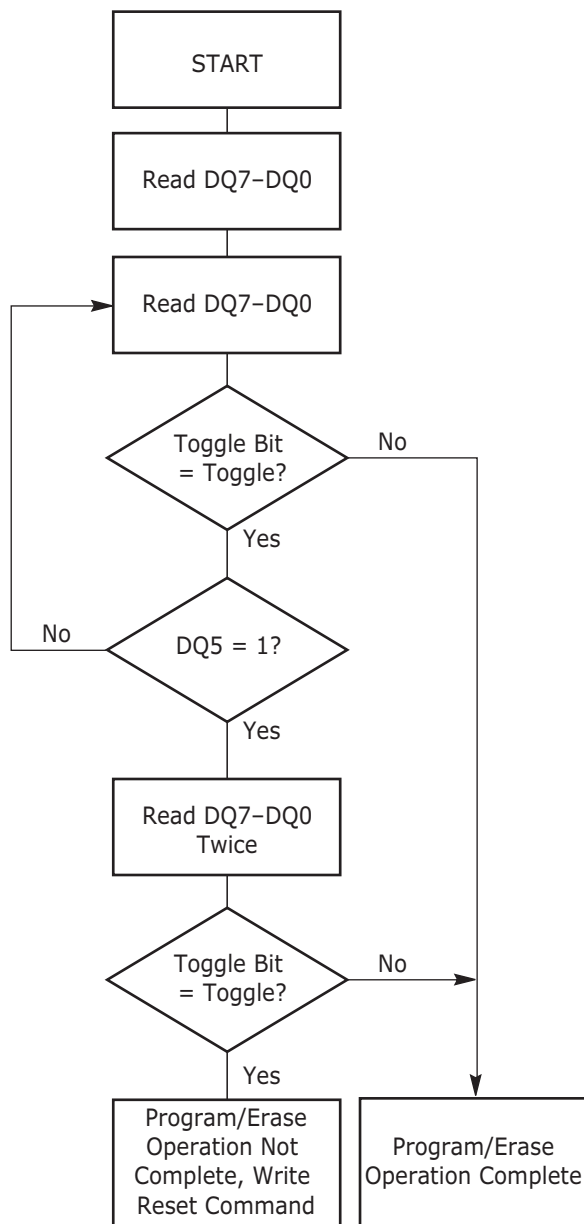 START
Read DQ7–DQ0
Read DQ7–DQ0
Toggle Bit
= Toggle?
No
Yes
No
DQ5 = 1?
Yes
Read DQ7–DQ0
Twice
Toggle Bit
= Toggle?
No
Yes
Program/Erase
Operation Not
Complete, Write
Reset Command
Program/Erase
Operation Complete